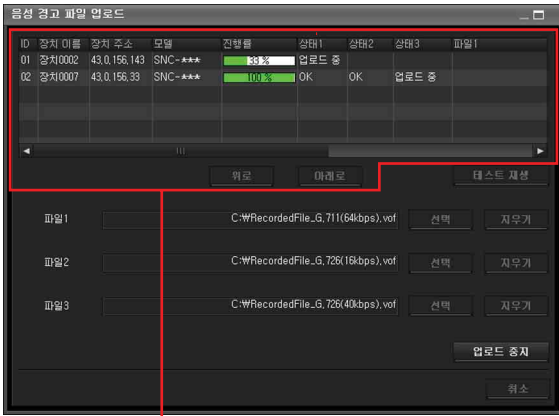 음성 경고 파일 업로드
ID 장치 이름 장치 주소 모델 진행률 상태1 상태2 상태3 파일1
01 장치0002 43,0,156,143 SNC-*** 33 % 업로드 중
02 장치0007 43,0,156,33 SNC-*** 100 % OK OK 업로드 중
위로 아래로 테스트 재생
파일1 C:₩RecordedFile_G,711(64kbps),vof 선택 지우기
파일2 C:₩RecordedFile_G,726(16kbps),vof 선택 지우기
파일3 C:₩RecordedFile_G,726(40kbps),vof 선택 지우기
업로드 중지
취소